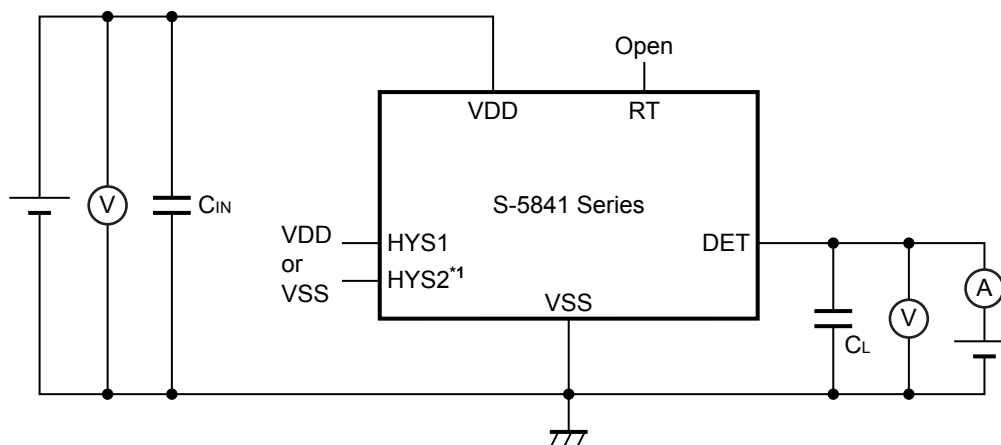 Open
VDD
RT
V
CIN
S-5841 Series
VDD
or
VSS
HYS1
HYS2*1
DET
VSS
CL
V
A